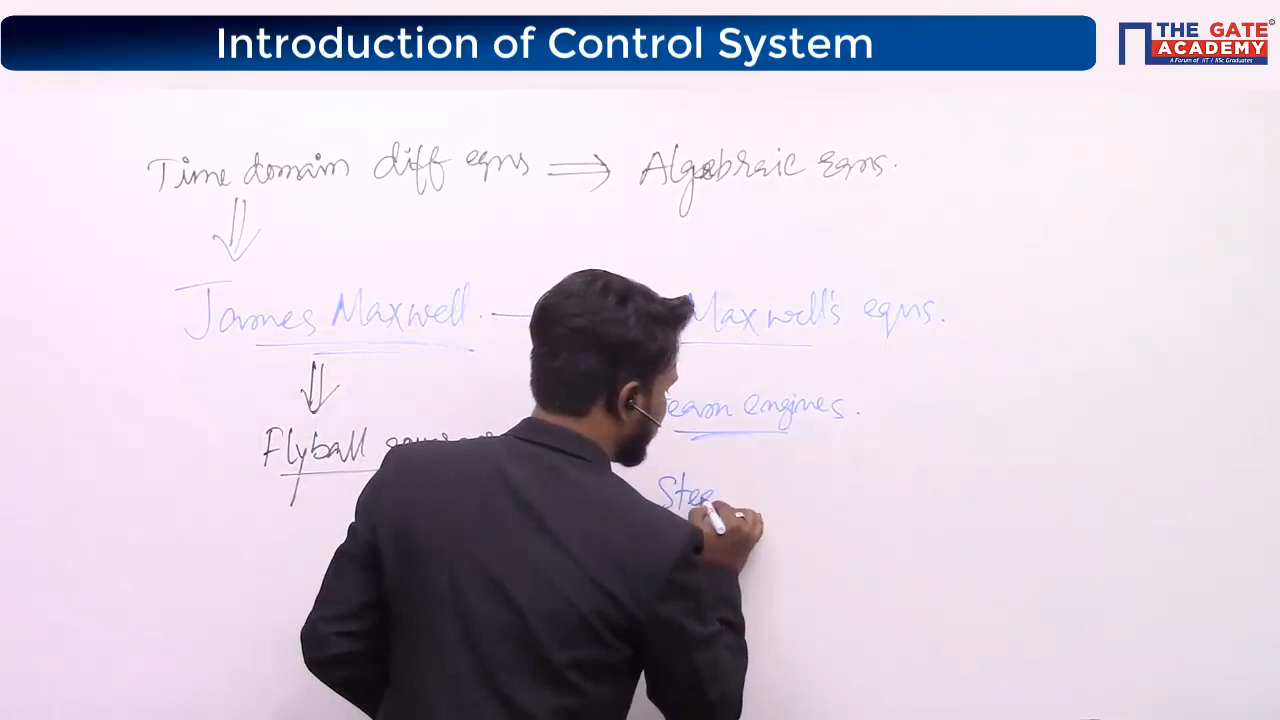 Introduction of Control System
THE GATE
ACADEMY
A Forum of IIT / IISc Graduates
Time domain diff eqns ⟹ Algebraic eqns.
James Maxwell. Maxwell's eqns.
engines.
Flyball
Stee